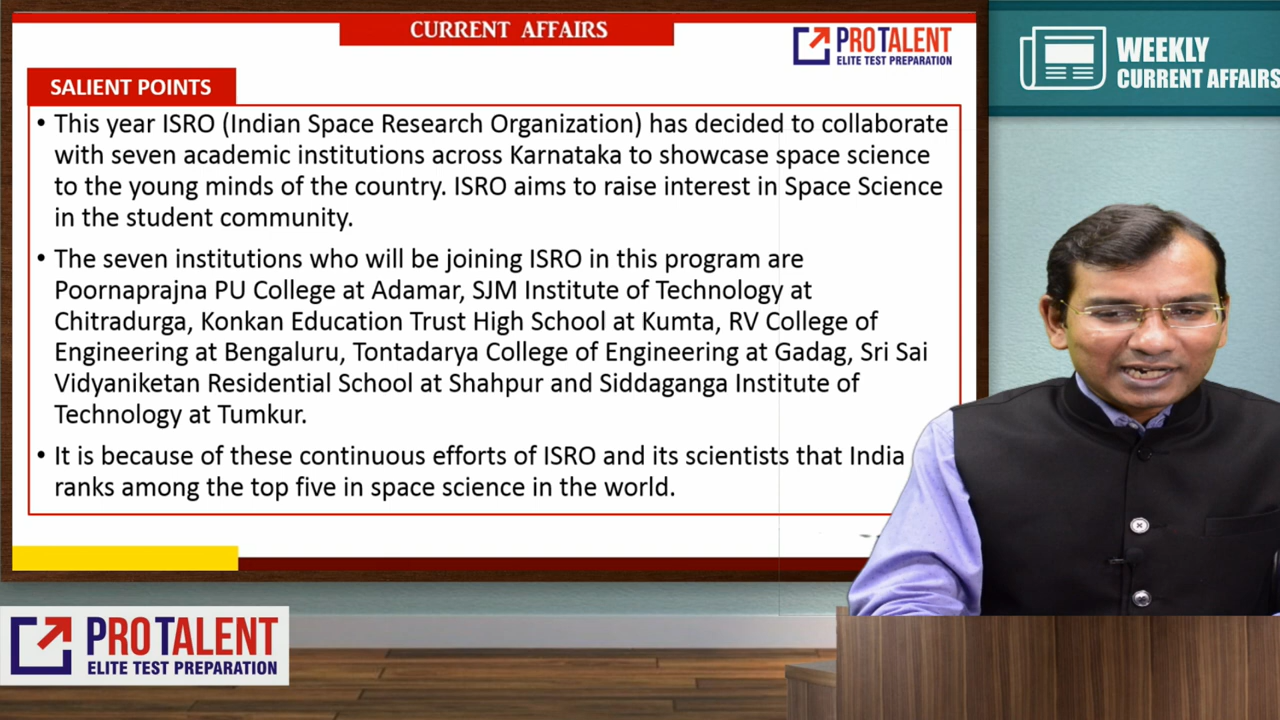 CURRENT AFFAIRS
PROTALENT
ELITE TEST PREPARATION
WEEKLY
CURRENT AFFAIRS
SALIENT POINTS
• This year ISRO (Indian Space Research Organization) has decided to collaborate
with seven academic institutions across Karnataka to showcase space science
to the young minds of the country. ISRO aims to raise interest in Space Science
in the student community.
• The seven institutions who will be joining ISRO in this program are
Poornaprajna PU College at Adamar, SJM Institute of Technology at
Chitradurga, Konkan Education Trust High School at Kumta, RV College of
Engineering at Bengaluru, Tontadarya College of Engineering at Gadag, Sri Sai
Vidyaniketan Residential School at Shahpur and Siddaganga Institute of
Technology at Tumkur.
• It is because of these continuous efforts of ISRO and its scientists that India
ranks among the top five in space science in the world.
PROTALENT
ELITE TEST PREPARATION